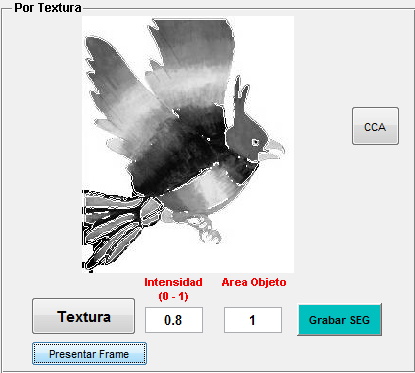 Por Textura
CCA
Intensidad
(0 - 1)
Area Objeto
Textura
0.8
1
Grabar SEG
Presentar Frame